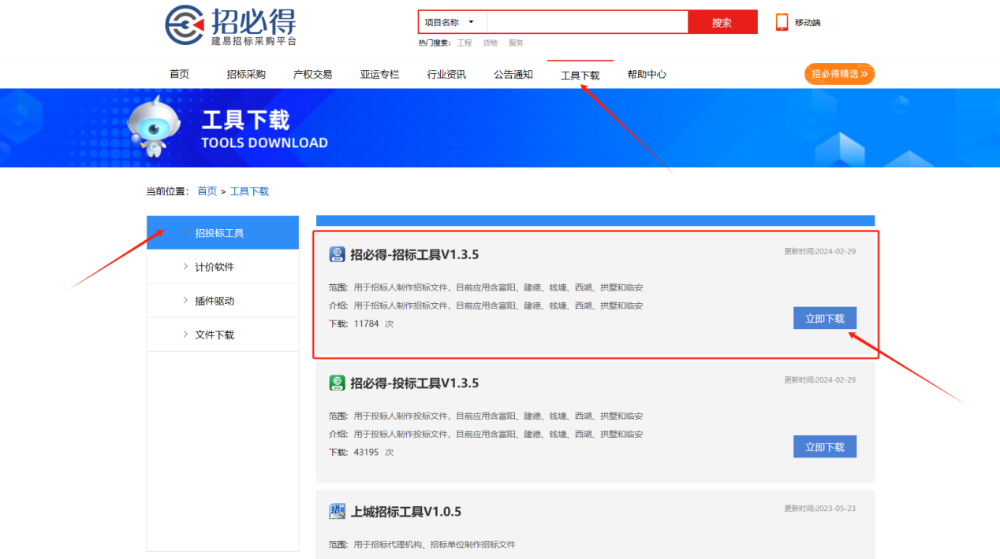 招必得
建易招标采购平台
项目名称
搜索
移动端
热门搜索： 工程 货物 服务
首页 招标采购 产权交易 亚运专栏 行业资讯 公告通知 工具下载 帮助中心
招必得精选
工具下载
TOOLS DOWNLOAD
当前位置： 首页 > 工具下载
招投标工具
计价软件
插件驱动
文件下载
招必得-招标工具V1.3.5
更新时间:2024-02-29
范围: 用于招标人制作招标文件，目前应用含富阳、建德、钱塘、西湖、拱墅和临安
介绍: 用于招标人制作招标文件，目前应用含富阳、建德、钱塘、西湖、拱墅和临安
下载: 11784 次
立即下载
招必得-投标工具V1.3.5
更新时间:2024-02-29
范围: 用于投标人制作投标文件，目前应用含富阳、建德、钱塘、西湖、拱墅和临安
介绍: 用于投标人制作投标文件，目前应用含富阳、建德、钱塘、西湖、拱墅和临安
下载: 43195 次
立即下载
招
上城招标工具V1.0.5
更新时间:2023-05-23
范围: 用于招标代理机构、招标单位制作招标文件